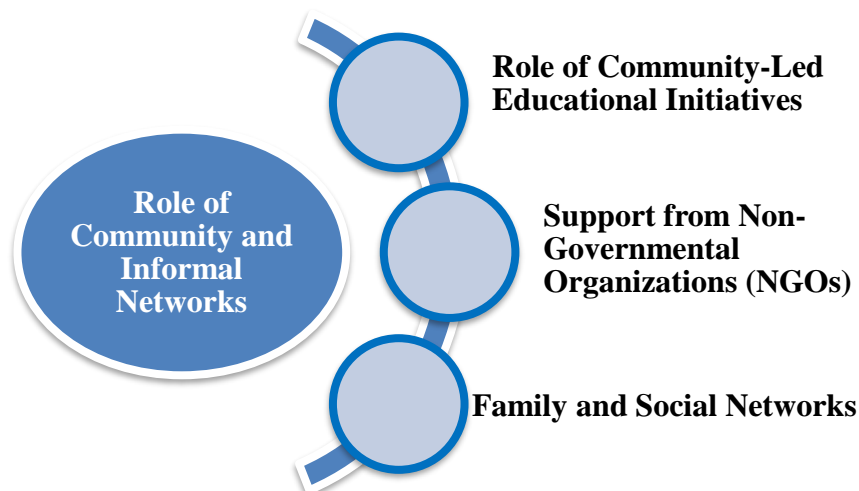 Role of
Community and
Informal
Networks
Role of Community-Led
Educational Initiatives
Support from Non-
Governmental
Organizations (NGOs)
Family and Social Networks